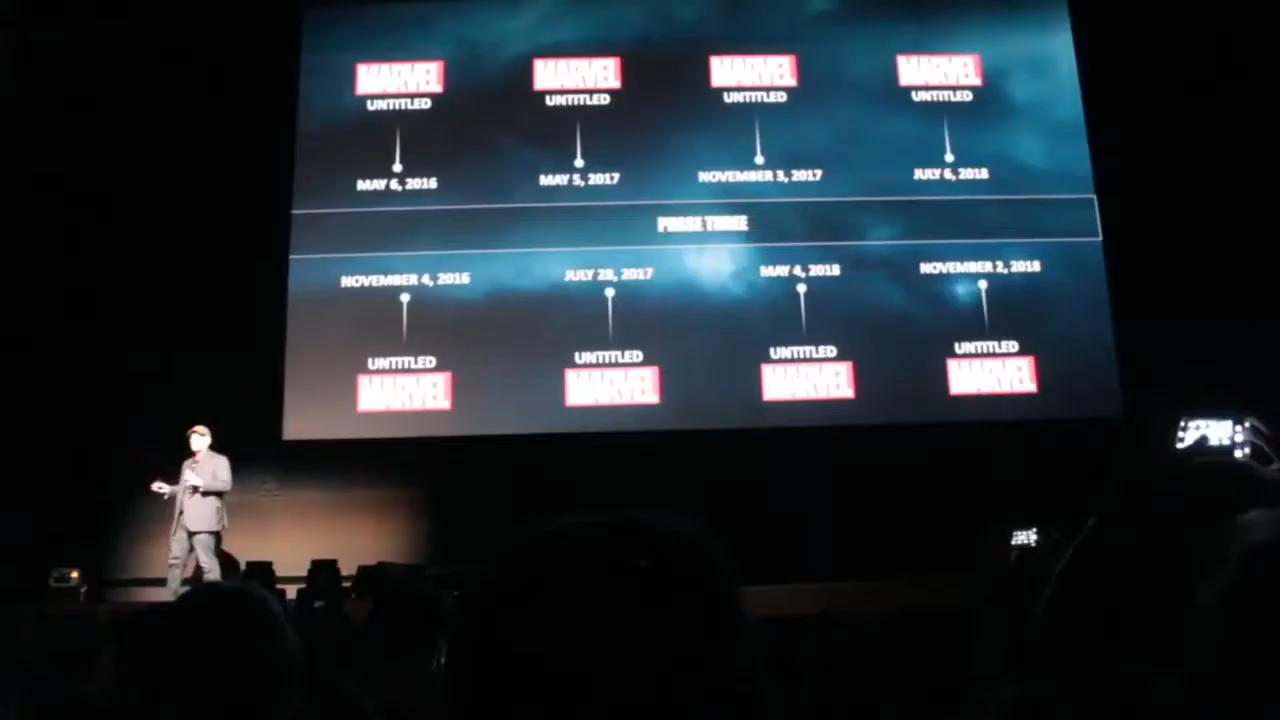 MARVEL
UNTITLED
MAY 6, 2016
MARVEL
UNTITLED
MAY 5, 2017
MARVEL
UNTITLED
NOVEMBER 3, 2017
MARVEL
UNTITLED
JULY 6, 2018
PHASE THREE
NOVEMBER 4, 2016
UNTITLED
MARVEL
JULY 28, 2017
UNTITLED
MARVEL
MAY 4, 2018
UNTITLED
MARVEL
NOVEMBER 2, 2018
UNTITLED
MARVEL